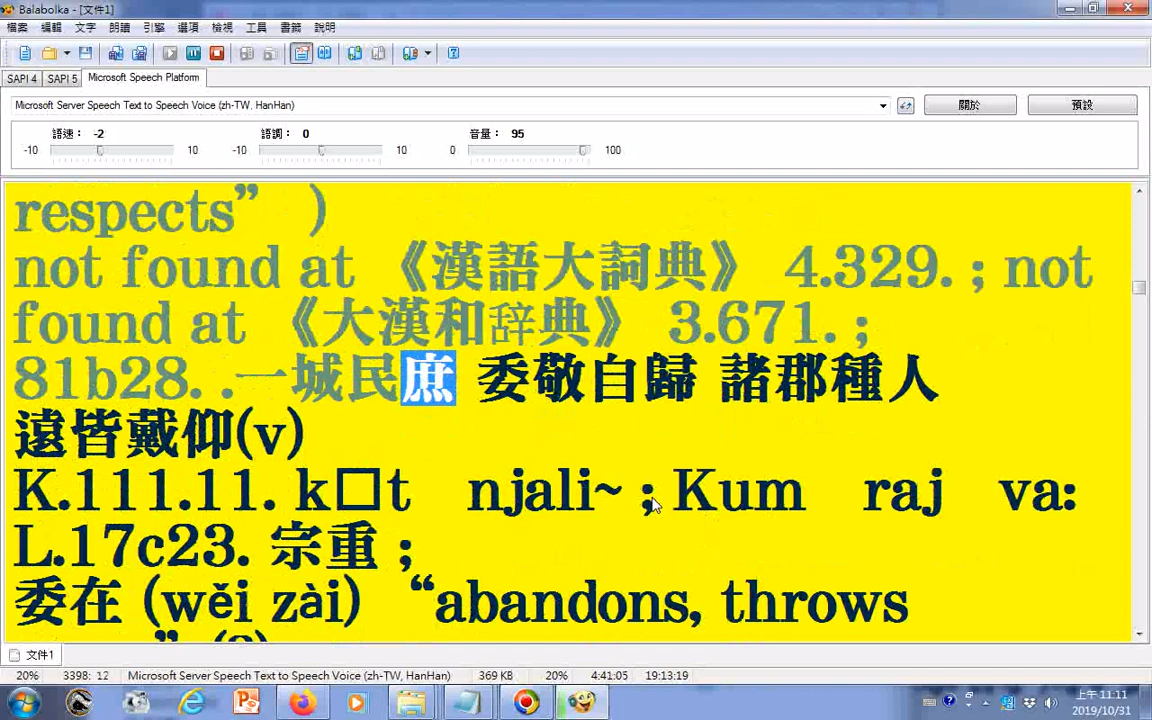 Balabolka - [文件1]
檔案 編輯 文字 朗讀 引擎 選項 檢視 工具 書籤 說明
SAPI 4 SAPI 5 Microsoft Speech Platform
Microsoft Server Speech Text to Speech Voice (zh-TW, HanHan) 關於 預設
語速： -2 語調： 0 音量： 95
-10 10 -10 10 0 100
respects” )
not found at 《漢語大詞典》 4.329. ; not
found at 《大漢和辞典》 3.671. ;
81b28. .一城民庶 委敬自歸 諸郡種人
遠皆戴仰(v)
K.111.11. k□t njali~ ; Kum raj va:
L.17c23. 宗重 ;
委在 (wěi zài) “abandons, throws
文件1
20% 3398: 12 Microsoft Server Speech Text to Speech Voice (zh-TW, HanHan) 369 KB 20% 4:41:05 19:13:19
上午 11:11
2019/10/31